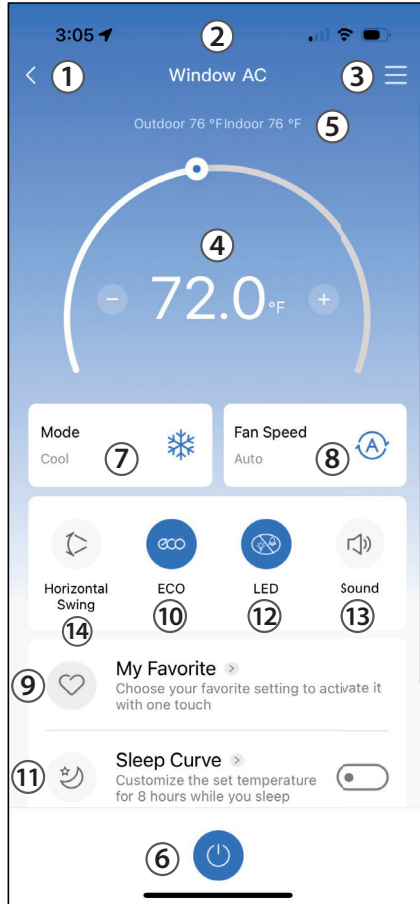 3:05
②
① Window AC ③
Outdoor 76 °F Indoor 76 °F ⑤
④
− 72.0 °F +
Mode
Cool ⑦
Fan Speed
Auto ⑧ A
eco
Horizontal
Swing
ECO
LED
Sound
⑭ ⑩ ⑫ ⑬
⑨ My Favorite >
Choose your favorite setting to activate it
with one touch
⑪ Sleep Curve >
Customize the set temperature
for 8 hours while you sleep
⑥